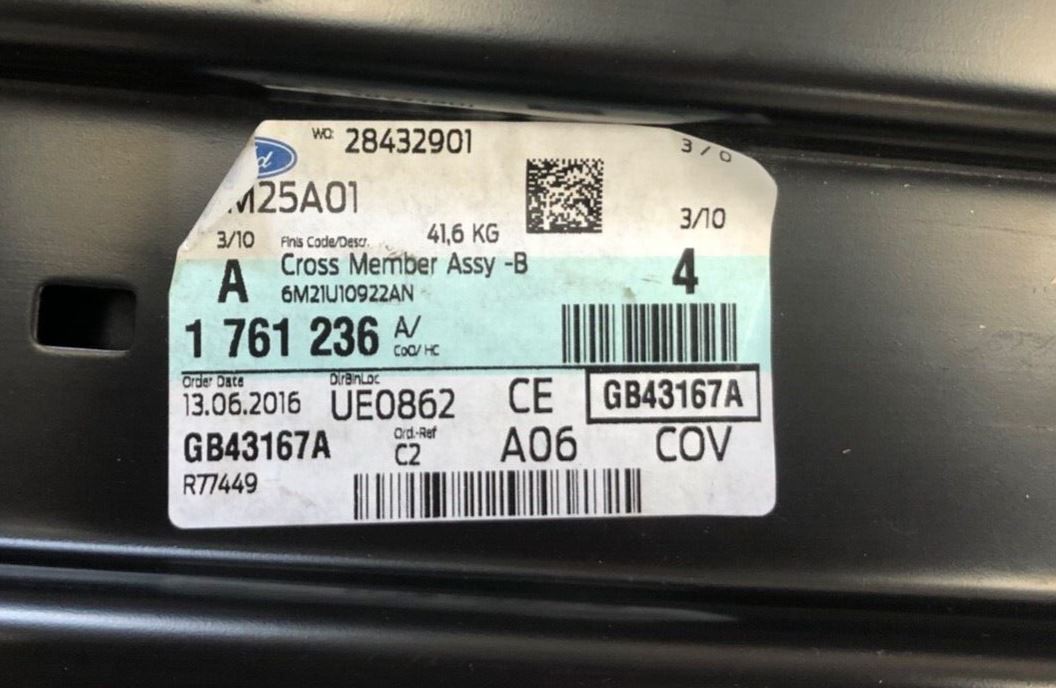 WO: 28432901
3/0
M25A01
3/10 Finis Code/Descr. 41,6 KG 3/10
A Cross Member Assy -B 4
6M21U10922AN
1 761 236 A/
CoO/ HC
Order Date DlrBinLoc
13.06.2016 UE0862 CE GB43167A
GB43167A Ord.-Ref A06 COV
C2
R77449